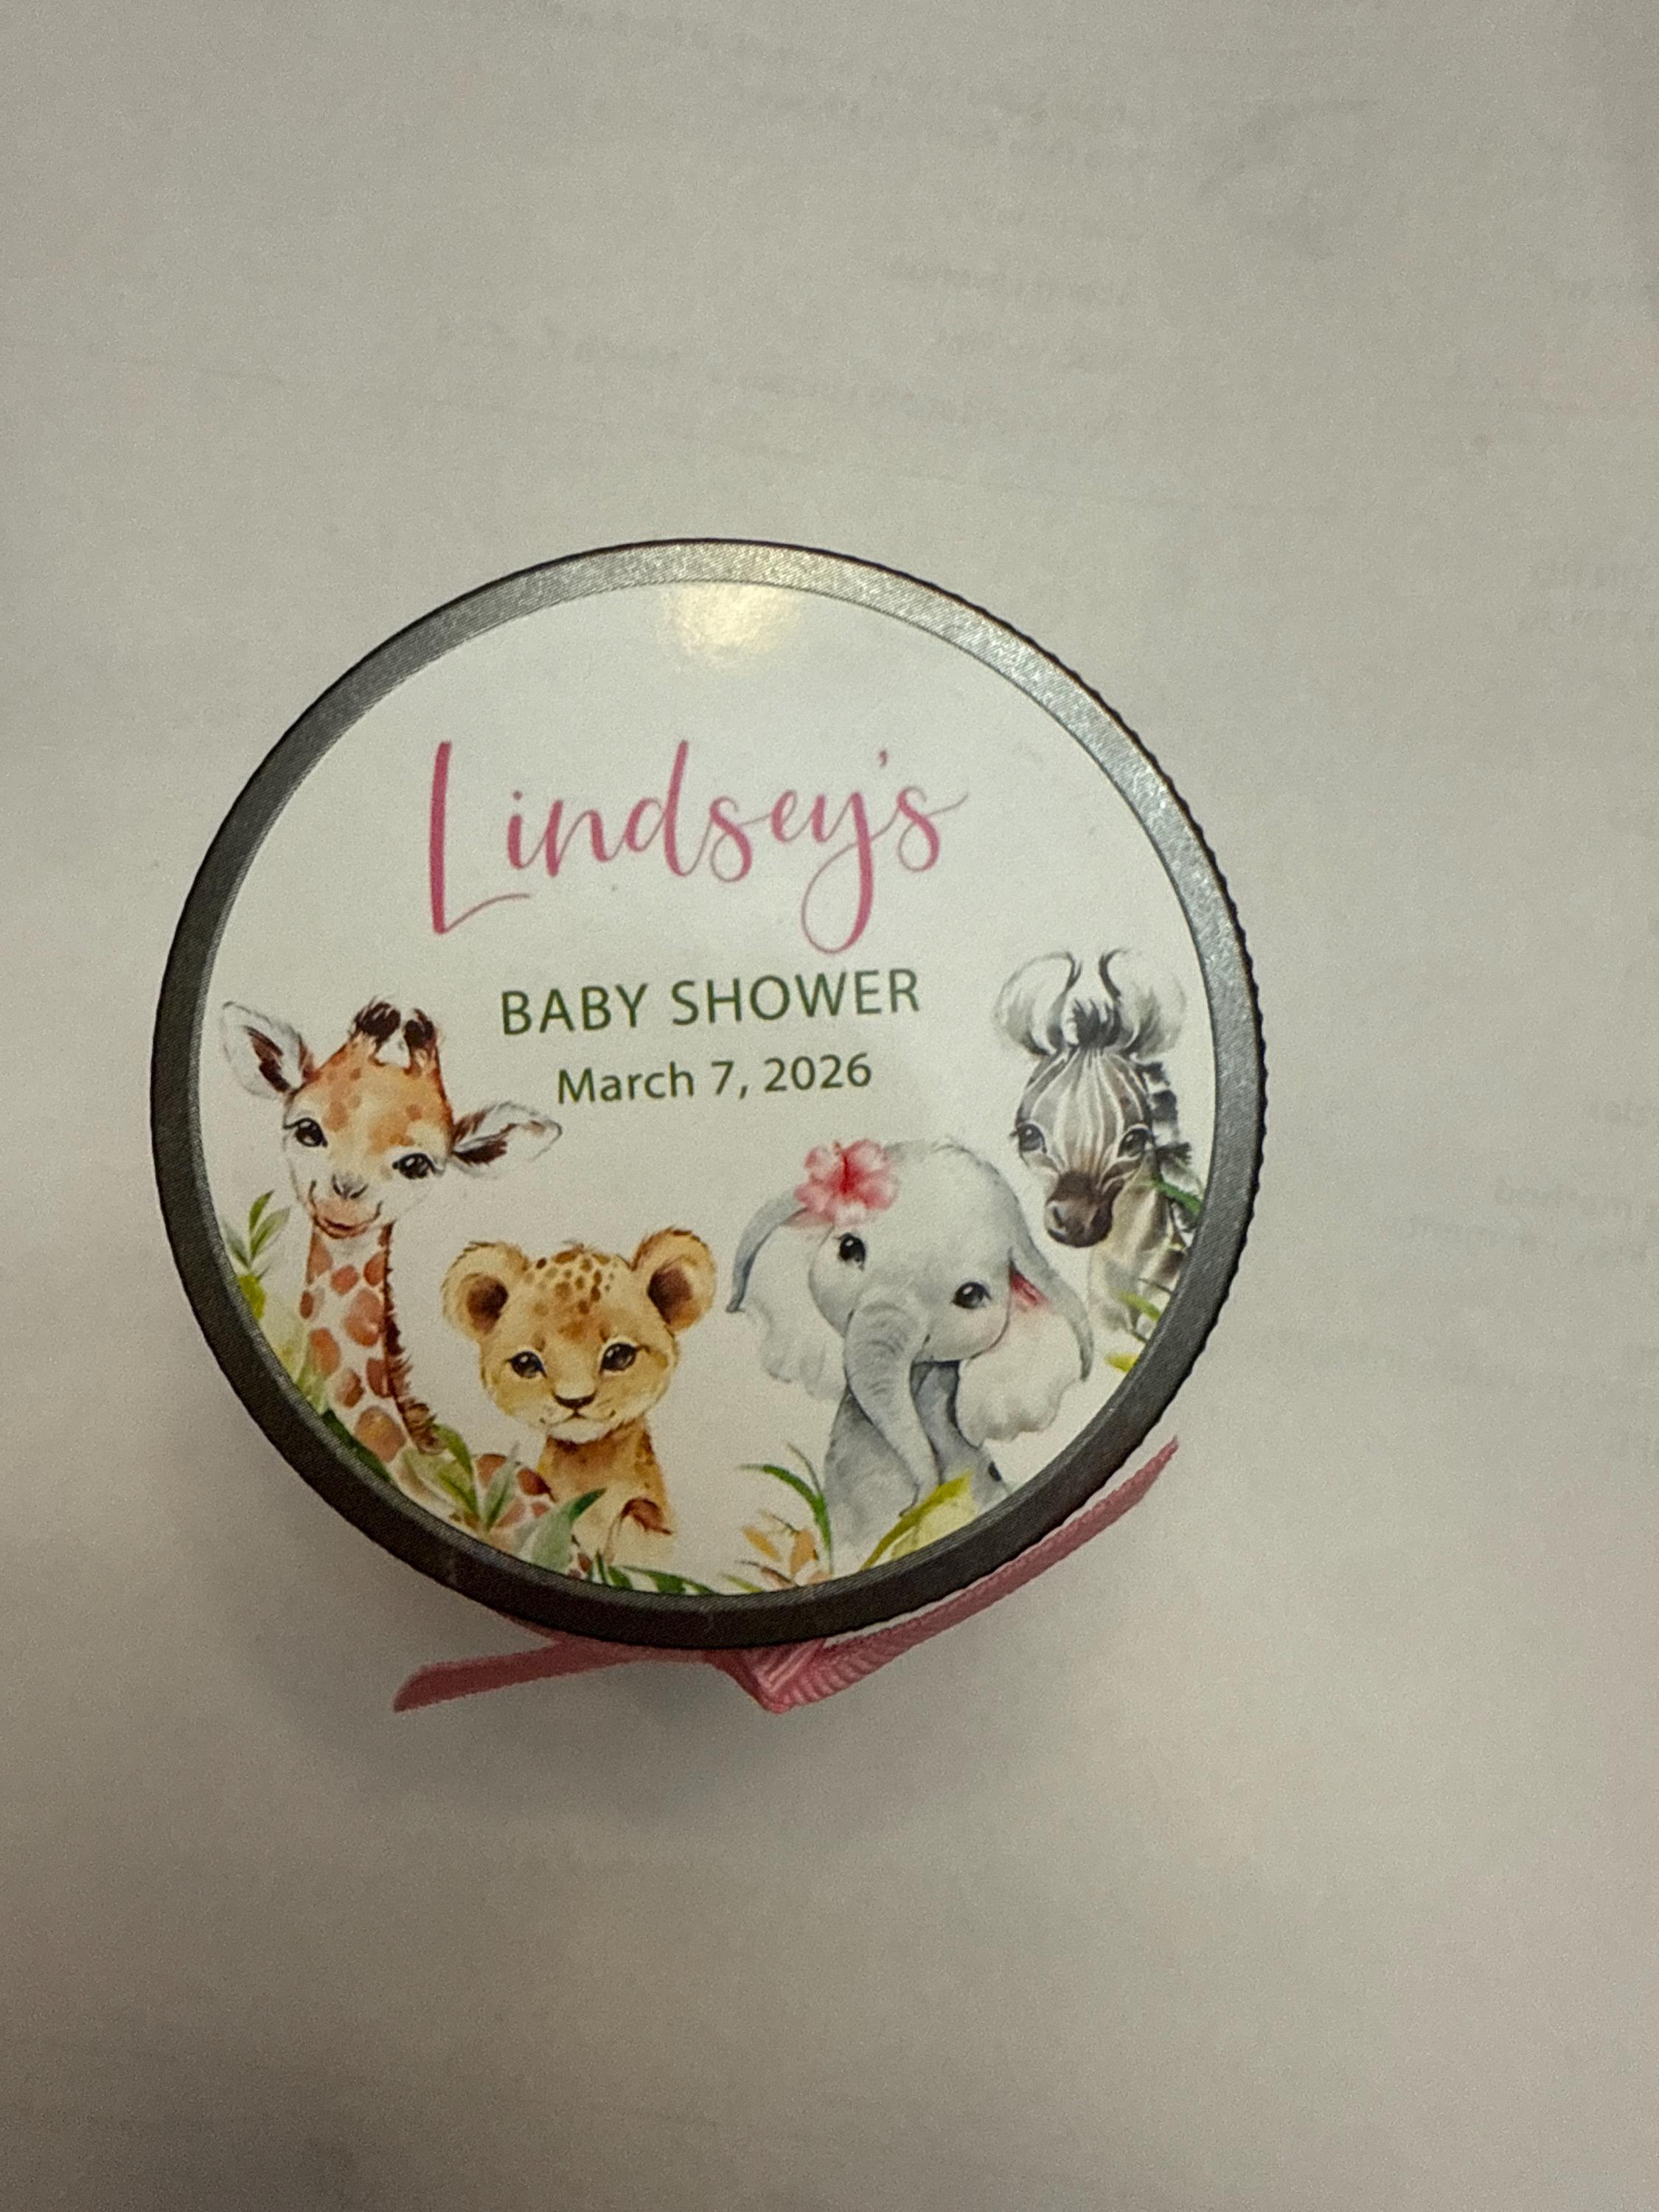 Lindsey's
BABY SHOWER
March 7, 2026